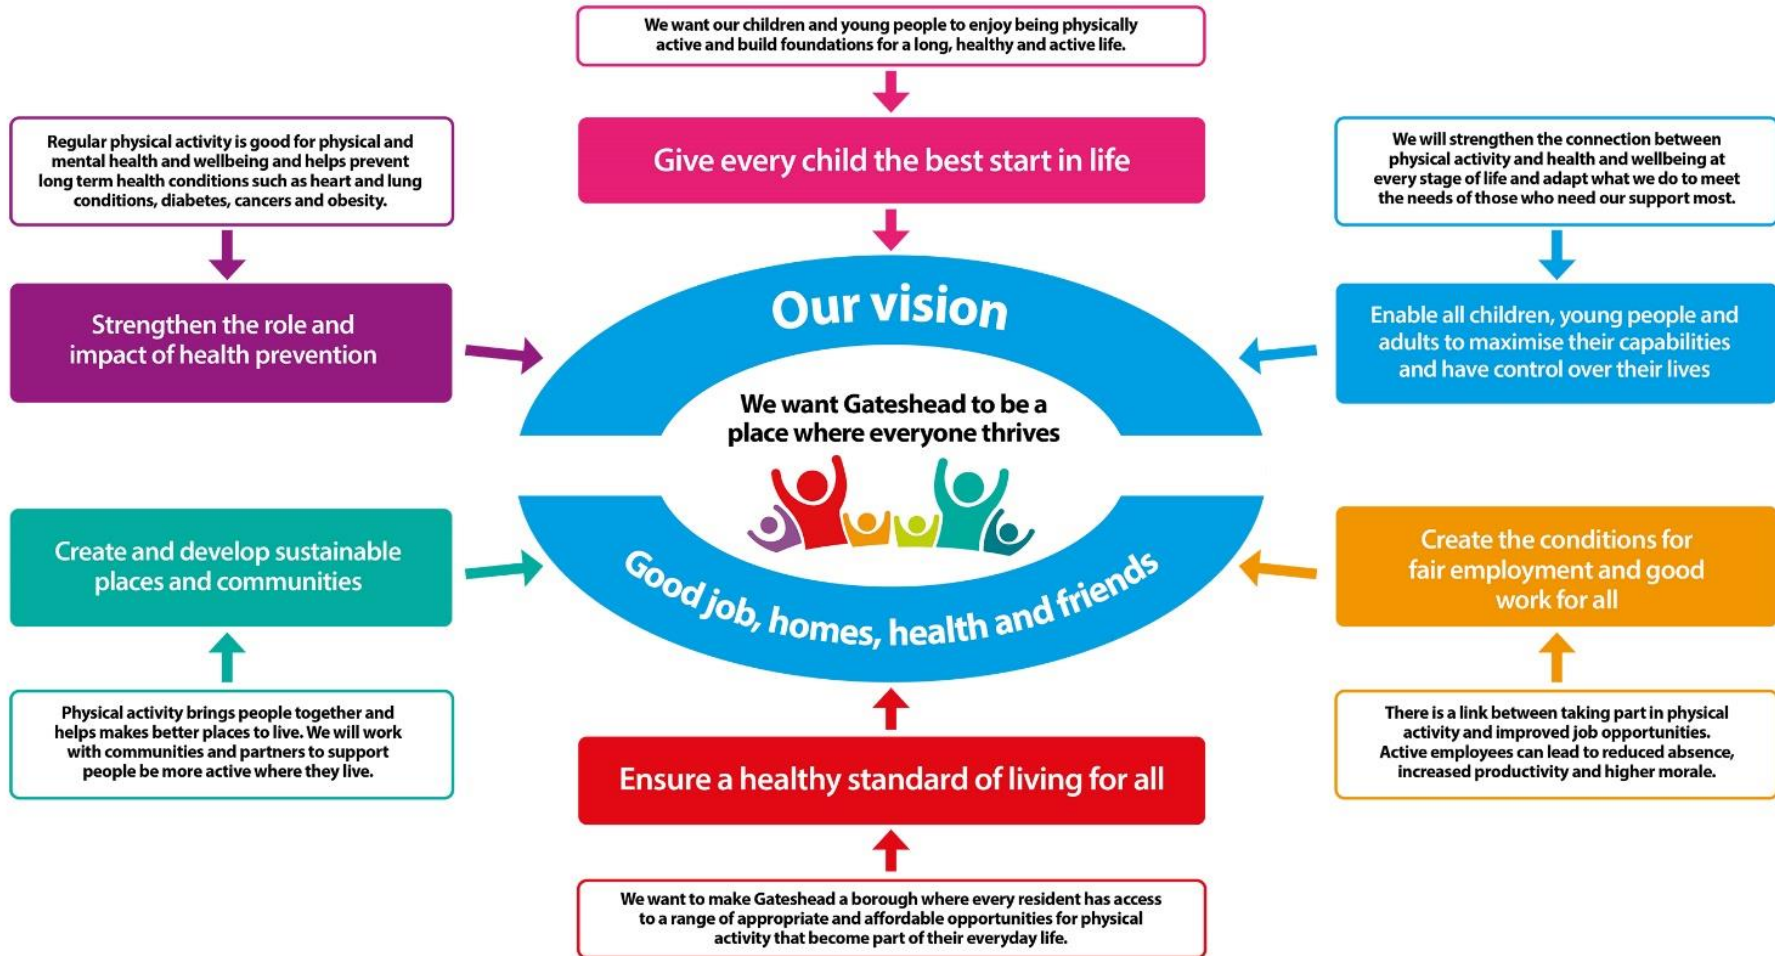 We want our children and young people to enjoy being physically
active and build foundations for a long, healthy and active life.
Give every child the best start in life
Regular physical activity is good for physical and
mental health and wellbeing and helps prevent
long term health conditions such as heart and lung
conditions, diabetes, cancers and obesity.
Strengthen the role and
impact of health prevention
We will strengthen the connection between
physical activity and health and wellbeing at
every stage of life and adapt what we do to meet
the needs of those who need our support most.
Enable all children, young people and
adults to maximise their capabilities
and have control over their lives
Our vision
We want Gateshead to be a
place where everyone thrives
Good job, homes, health and friends
Create and develop sustainable
places and communities
Physical activity brings people together and
helps makes better places to live. We will work
with communities and partners to support
people be more active where they live.
Create the conditions for
fair employment and good
work for all
There is a link between taking part in physical
activity and improved job opportunities.
Active employees can lead to reduced absence,
increased productivity and higher morale.
Ensure a healthy standard of living for all
We want to make Gateshead a borough where every resident has access
to a range of appropriate and affordable opportunities for physical
activity that become part of their everyday life.